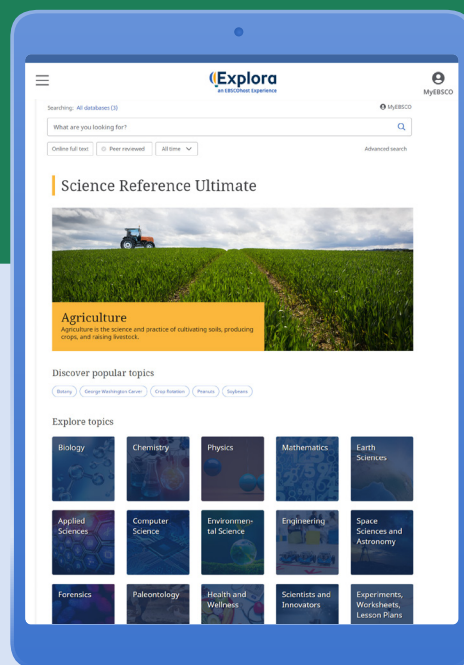 Explora
an EBSCOhost Experience
MyEBSCO
Searching: All databases (3)
MyEBSCO
What are you looking for?
Online full text
Peer reviewed
All time
Advanced search
Science Reference Ultimate
Agriculture
Agriculture is the science and practice of cultivating soils, producing
crops, and raising livestock.
Discover popular topics
Botany
George Washington Carver
Crop Rotation
Peanuts
Soybeans
Explore topics
Biology
Chemistry
Physics
Mathematics
Earth
Sciences
Applied
Sciences
Computer
Science
Environmen-
tal Science
Engineering
Space
Sciences and
Astronomy
Forensics
Paleontology
Health and
Wellness
Scientists and
Innovators
Experiments,
Worksheets,
Lesson Plans